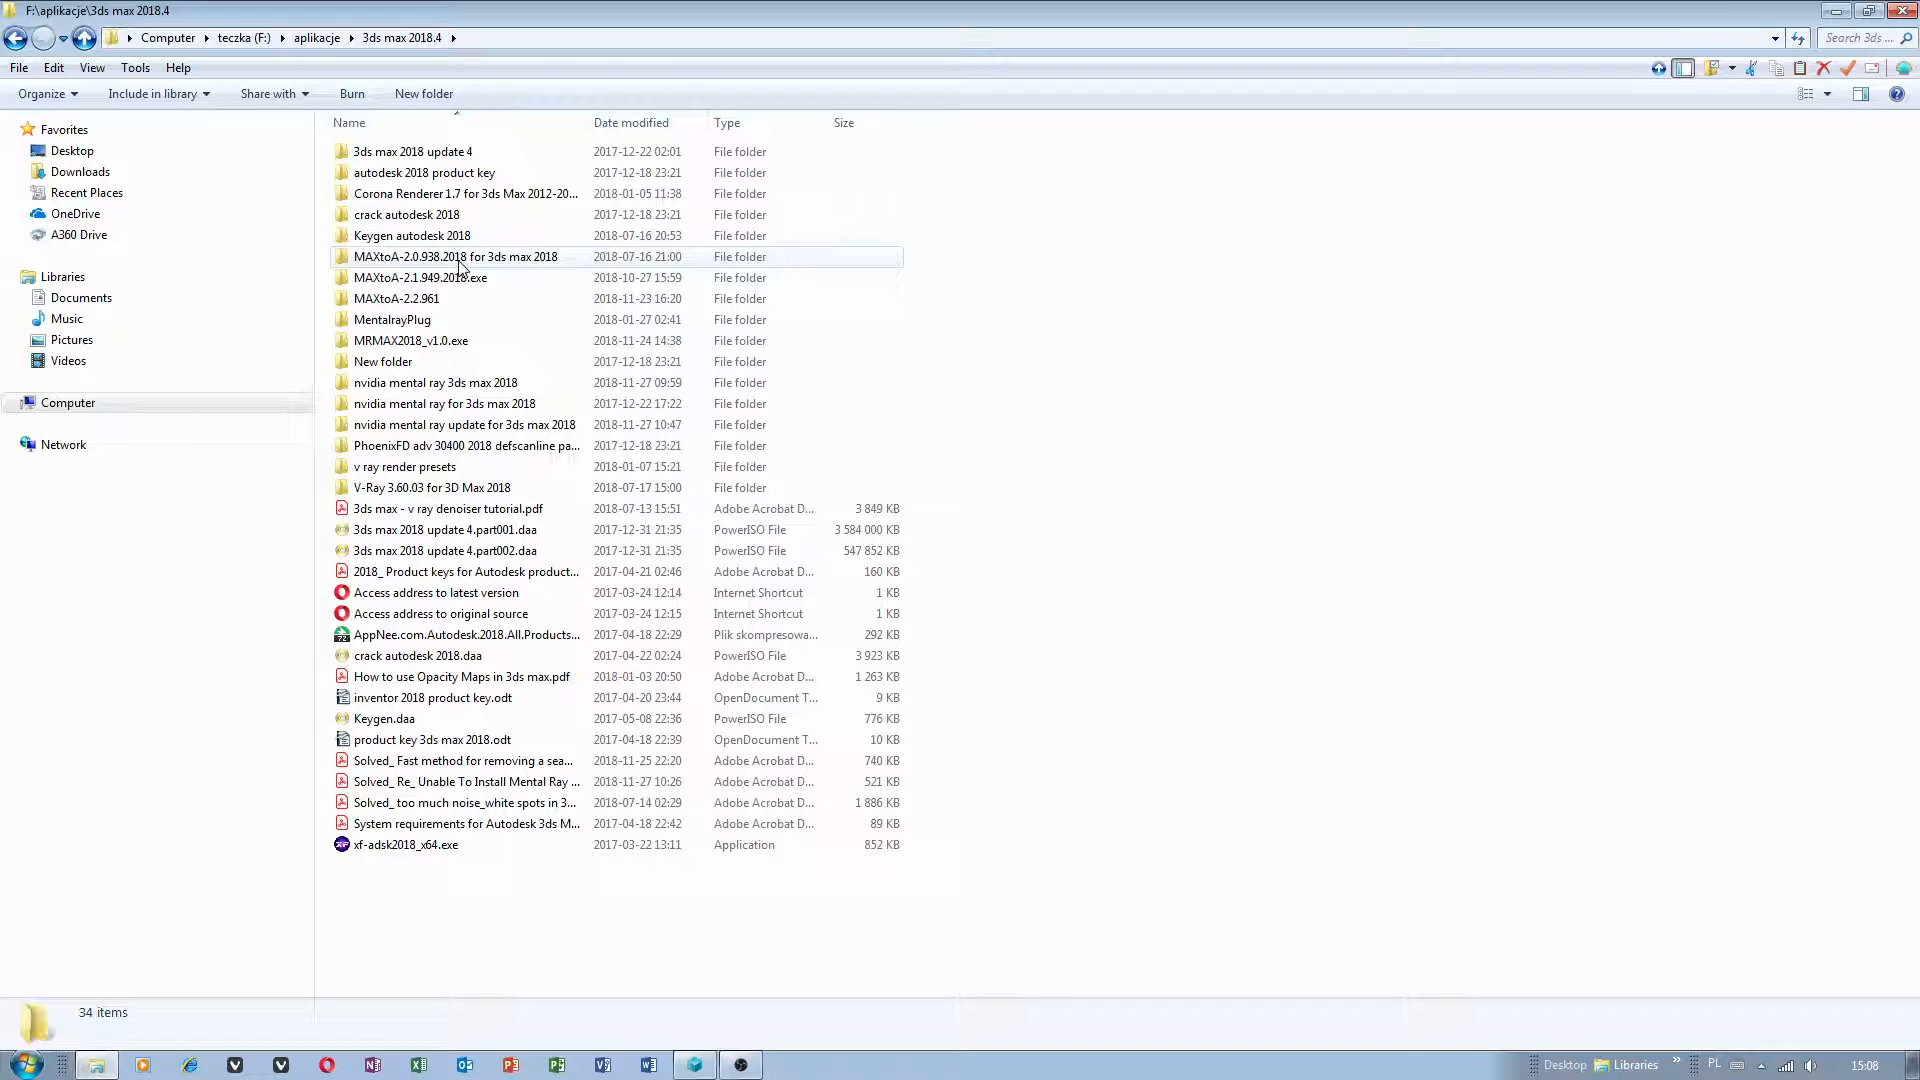 F:\aplikacje\3ds max 2018.4
Computer teczka (F:) aplikacje 3ds max 2018.4
Search 3ds ...
File Edit View Tools Help
Organize Include in library Share with Burn New folder
Favorites
Desktop
Downloads
Recent Places
OneDrive
A360 Drive
Libraries
Documents
Music
Pictures
Videos
Computer
Network
Name Date modified Type Size
3ds max 2018 update 4 2017-12-22 02:01 File folder
autodesk 2018 product key 2017-12-18 23:21 File folder
Corona Renderer 1.7 for 3ds Max 2012-20... 2018-01-05 11:38 File folder
crack autodesk 2018 2017-12-18 23:21 File folder
Keygen autodesk 2018 2018-07-16 20:53 File folder
MAXtoA-2.0.938.2018 for 3ds max 2018 2018-07-16 21:00 File folder
MAXtoA-2.1.949.2018.exe 2018-10-27 15:59 File folder
MAXtoA-2.2.961 2018-11-23 16:20 File folder
MentalrayPlug 2018-01-27 02:41 File folder
MRMAX2018_v1.0.exe 2018-11-24 14:38 File folder
New folder 2017-12-18 23:21 File folder
nvidia mental ray 3ds max 2018 2018-11-27 09:59 File folder
nvidia mental ray for 3ds max 2018 2017-12-22 17:22 File folder
nvidia mental ray update for 3ds max 2018 2018-11-27 10:47 File folder
PhoenixFD adv 30400 2018 defscanline pa... 2017-12-18 23:21 File folder
v ray render presets 2018-01-07 15:21 File folder
V-Ray 3.60.03 for 3D Max 2018 2018-07-17 15:00 File folder
3ds max - v ray denoiser tutorial.pdf 2018-07-13 15:51 Adobe Acrobat D... 3 849 KB
3ds max 2018 update 4.part001.daa 2017-12-31 21:35 PowerISO File 3 584 000 KB
3ds max 2018 update 4.part002.daa 2017-12-31 21:35 PowerISO File 547 852 KB
2018_ Product keys for Autodesk product... 2017-04-21 02:46 Adobe Acrobat D... 160 KB
Access address to latest version 2017-03-24 12:14 Internet Shortcut 1 KB
Access address to original source 2017-03-24 12:15 Internet Shortcut 1 KB
AppNee.com.Autodesk.2018.All.Products... 2017-04-18 22:29 Plik skompresowa... 292 KB
crack autodesk 2018.daa 2017-04-22 02:24 PowerISO File 3 923 KB
How to use Opacity Maps in 3ds max.pdf 2018-01-03 20:50 Adobe Acrobat D... 1 263 KB
inventor 2018 product key.odt 2017-04-20 23:44 OpenDocument T... 9 KB
Keygen.daa 2017-05-08 22:36 PowerISO File 776 KB
product key 3ds max 2018.odt 2017-04-18 22:39 OpenDocument T... 10 KB
Solved_ Fast method for removing a sea... 2018-11-25 22:20 Adobe Acrobat D... 740 KB
Solved_ Re_ Unable To Install Mental Ray ... 2018-11-27 10:26 Adobe Acrobat D... 521 KB
Solved_ too much noise_white spots in 3... 2018-07-14 02:29 Adobe Acrobat D... 1 886 KB
System requirements for Autodesk 3ds M... 2017-04-18 22:42 Adobe Acrobat D... 89 KB
xf-adsk2018_x64.exe 2017-03-22 13:11 Application 852 KB
34 items
Desktop Libraries PL 15:08